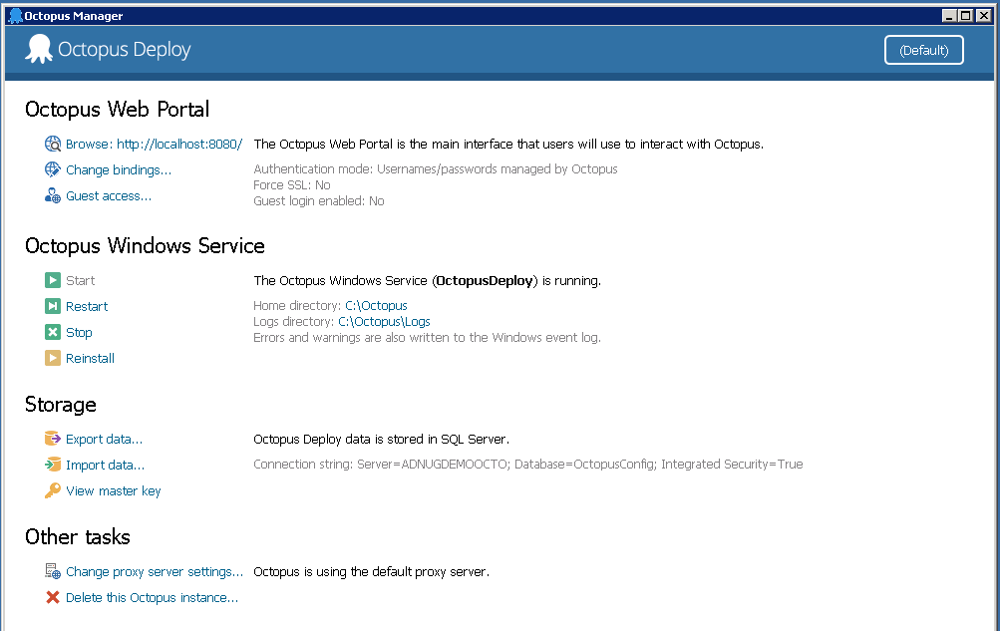 Octopus Manager
Octopus Deploy
(Default)
Octopus Web Portal
Browse: http://localhost:8080/ The Octopus Web Portal is the main interface that users will use to interact with Octopus.
Change bindings... Authentication mode: Usernames/passwords managed by Octopus
Force SSL: No
Guest access... Guest login enabled: No
Octopus Windows Service
Start The Octopus Windows Service (OctopusDeploy) is running.
Restart Home directory: C:\Octopus
Logs directory: C:\Octopus\Logs
Stop Errors and warnings are also written to the Windows event log.
Reinstall
Storage
Export data... Octopus Deploy data is stored in SQL Server.
Import data... Connection string: Server=ADNUGDEMOOCTO; Database=OctopusConfig; Integrated Security=True
View master key
Other tasks
Change proxy server settings... Octopus is using the default proxy server.
Delete this Octopus instance...